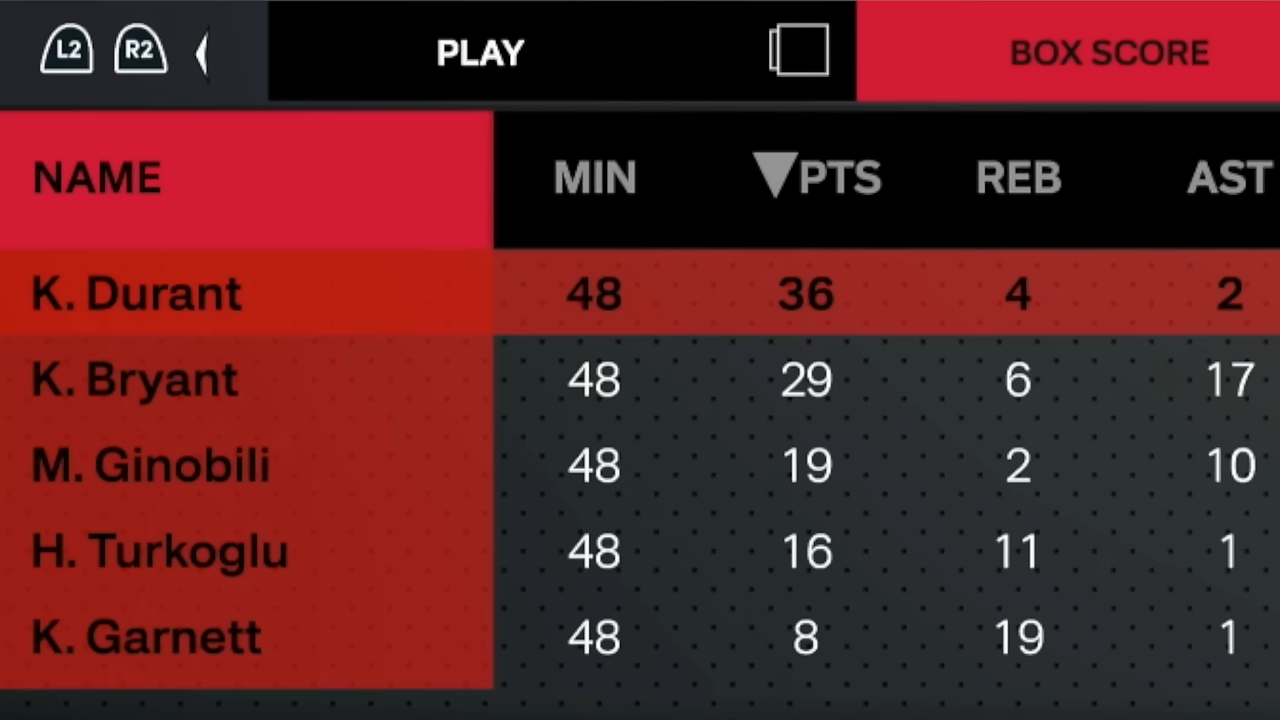 L2 R2 PLAY BOX SCORE
NAME MIN ▼PTS REB AST
K. Durant 48 36 4 2
K. Bryant 48 29 6 17
M. Ginobili 48 19 2 10
H. Turkoglu 48 16 11 1
K. Garnett 48 8 19 1